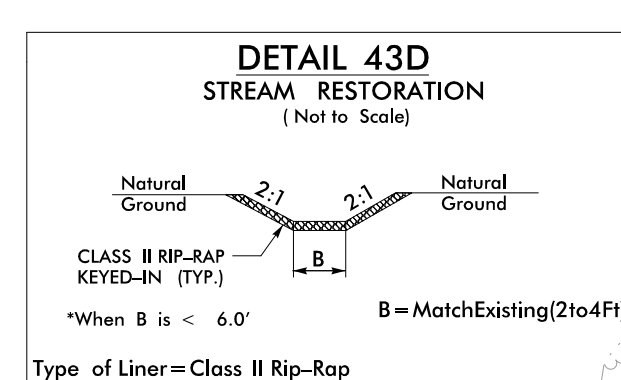 DETAIL 43D
STREAM RESTORATION
( Not to Scale)
Natural
Ground
2:1
2:1
Natural
Ground
CLASS II RIP-RAP
KEYED-IN (TYP.)
B
*When B is < 6.0'
B=MatchExisting(2to4Ft)
Type of Liner=Class II Rip-Rap